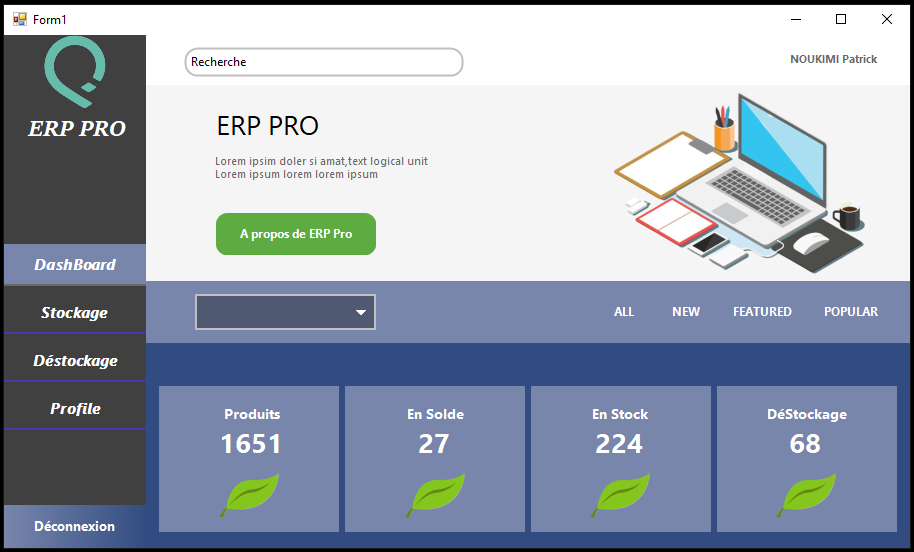 Form1
ERP PRO
DashBoard
Stockage
Déstockage
Profile
Déconnexion
Recherche
NOUKIMI Patrick
ERP PRO
Lorem ipsim doler si amat,text logical unit
Lorem ipsum lorem lorem ipsum
A propos de ERP Pro
ALL NEW FEATURED POPULAR
Produits
1651
En Solde
27
En Stock
224
DéStockage
68